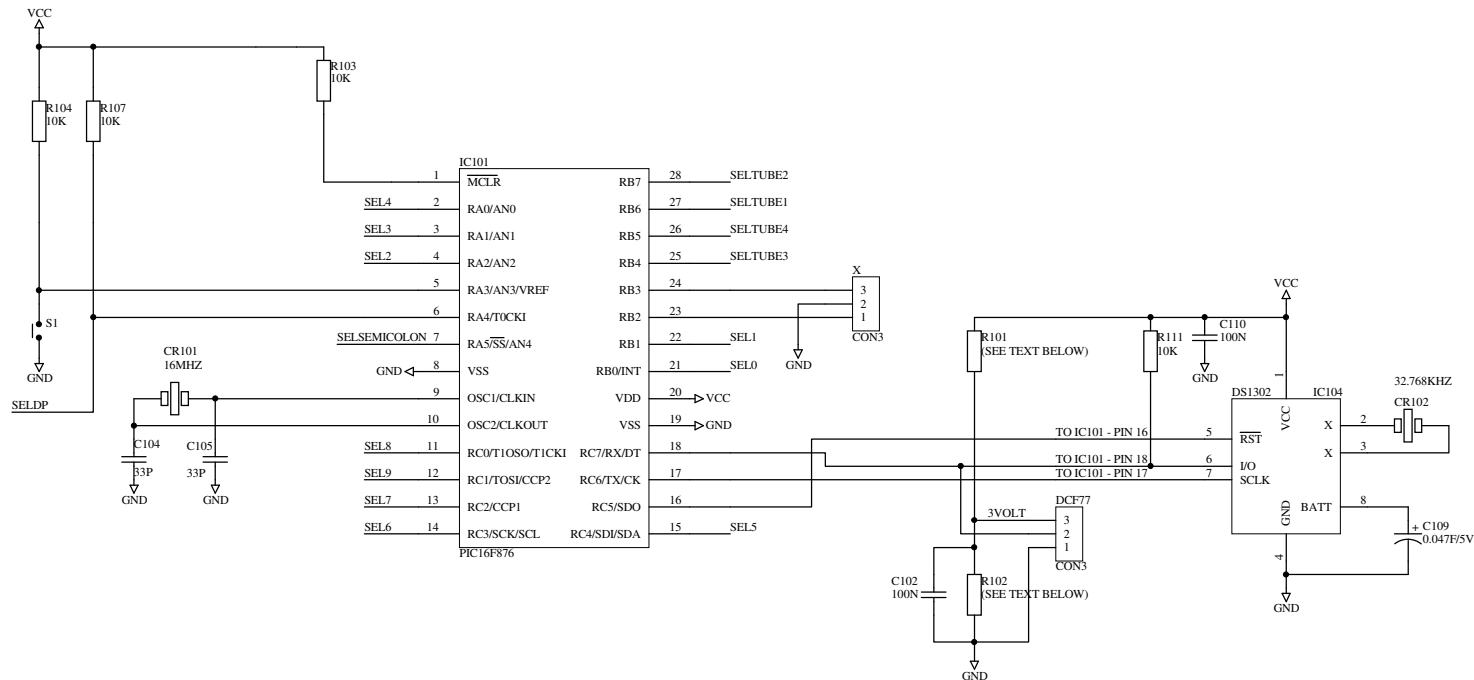 VCC
R103
10K
R104
10K
R107
10K
IC101
1 MCLR RB7 28 SELTUBE2
SEL4 2 RA0/AN0 RB6 27 SELTUBE1
SEL3 3 RA1/AN1 RB5 26 SELTUBE4
SEL2 4 RA2/AN2 RB4 25 SELTUBE3
5 RA3/AN3/VREF RB3 24
6 RA4/T0CKI RB2 23
SELSEMICOLON 7 RA5/SS/AN4 RB1 22 SEL1
GND 8 VSS RB0/INT 21 SEL0
9 OSC1/CLKIN VDD 20 VCC
10 OSC2/CLKOUT VSS 19 GND
SEL8 11 RC0/T1OSO/T1CKI RC7/RX/DT 18
SEL9 12 RC1/TOSI/CCP2 RC6/TX/CK 17
SEL7 13 RC2/CCP1 RC5/SDO 16
SEL6 14 RC3/SCK/SCL RC4/SDI/SDA 15 SEL5
PIC16F876
X
3
2
1
CON3
GND
S1
GND
SELDP
CR101
16MHZ
C104
33P
GND
C105
33P
GND
VCC
R101
(SEE TEXT BELOW)
R111
10K
C110
100N
GND
DS1302 IC104
1 VCC
TO IC101 - PIN 16 5 RST
TO IC101 - PIN 18 6 I/O
TO IC101 - PIN 17 7 SCLK
X 2
X 3
BATT 8
GND 4
32.768KHZ
CR102
C109
+
0.047F/5V
GND
DCF77
3VOLT 3
2
1
CON3
C102
100N
R102
(SEE TEXT BELOW)
GND